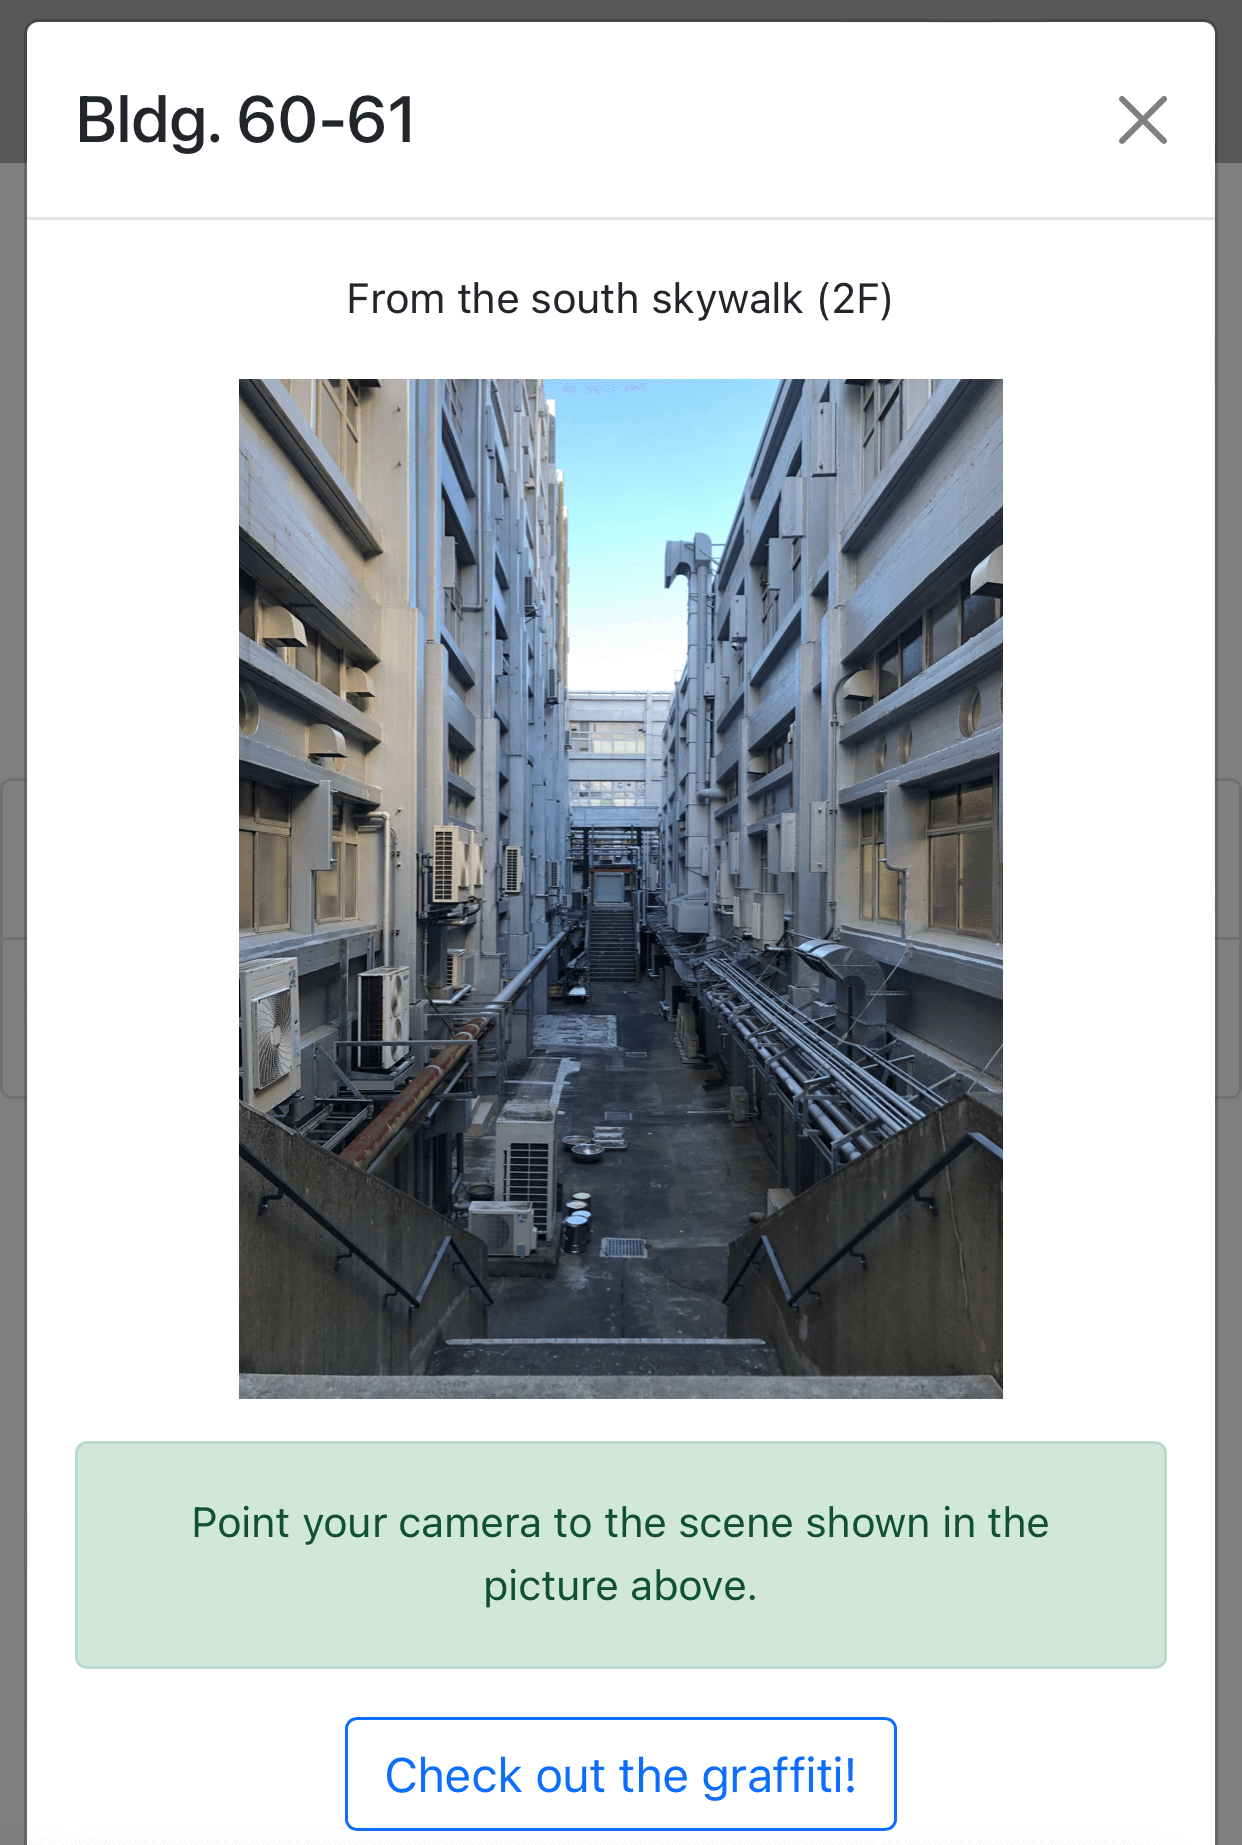 Bldg. 60-61
From the south skywalk (2F)
Point your camera to the scene shown in the
picture above.
Check out the graffiti!